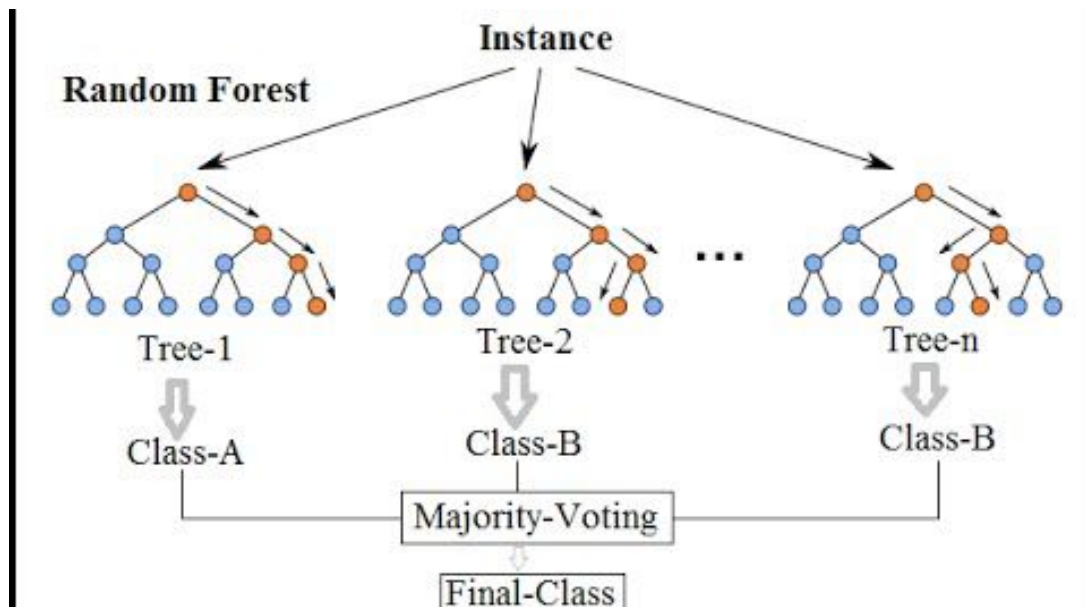 Instance
Random Forest
...
Tree-1
Tree-2
Tree-n
Class-A
Class-B
Class-B
Majority-Voting
Final-Class